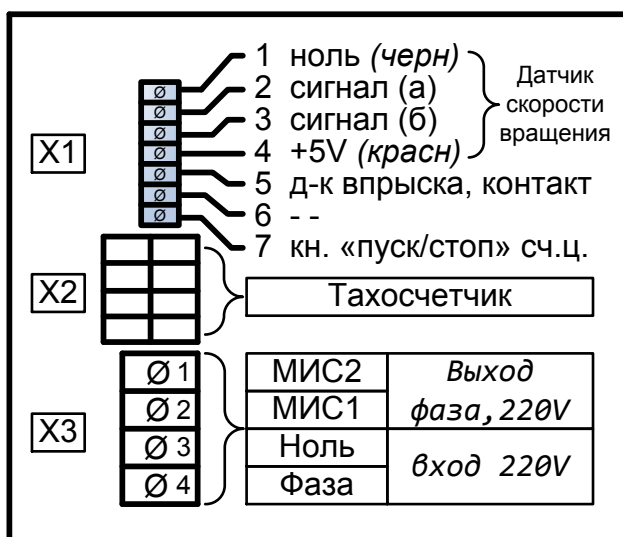 1 ноль (черн)
2 сигнал (а)
3 сигнал (б)
4 +5V (красн)
Датчик
скорости
вращения
X1
5 д-к впрыска, контакт
6 - -
7 кн. «пуск/стоп» сч.ц.
X2
Тахосчетчик
X3
Ø 1 МИС2
Ø 2 МИС1
Выход
фаза, 220V
Ø 3 Ноль
Ø 4 Фаза
вход 220V